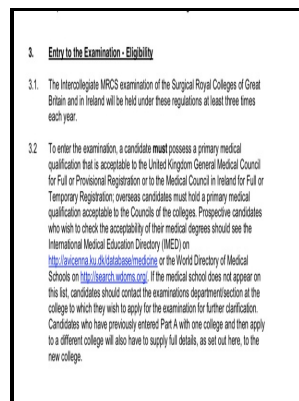 3. Entry to the Examination - Eligibility
3.1. The Intercollegiate MRCS examination of the Surgical Royal Colleges of Great
Britain and in Ireland will be held under these regulations at least three times
each year.
3.2 To enter the examination, a candidate must possess a primary medical
qualification that is acceptable to the United Kingdom General Medical Council
for Full or Provisional Registration or to the Medical Council in Ireland for Full or
Temporary Registration; overseas candidates must hold a primary medical
qualification acceptable to the Councils of the colleges. Prospective candidates
who wish to check the acceptability of their medical degrees should see the
International Medical Education Directory (IMED) on
http://avicenna.ku.dk/database/medicine or the World Directory of Medical
Schools on http://search.wdoms.org/. If the medical school does not appear on
this list, candidates should contact the examinations department/section at the
college to which they wish to apply for the examination for further clarification.
Candidates who have previously entered Part A with one college and then apply
to a different college will also have to supply full details, as set out here, to the
new college.